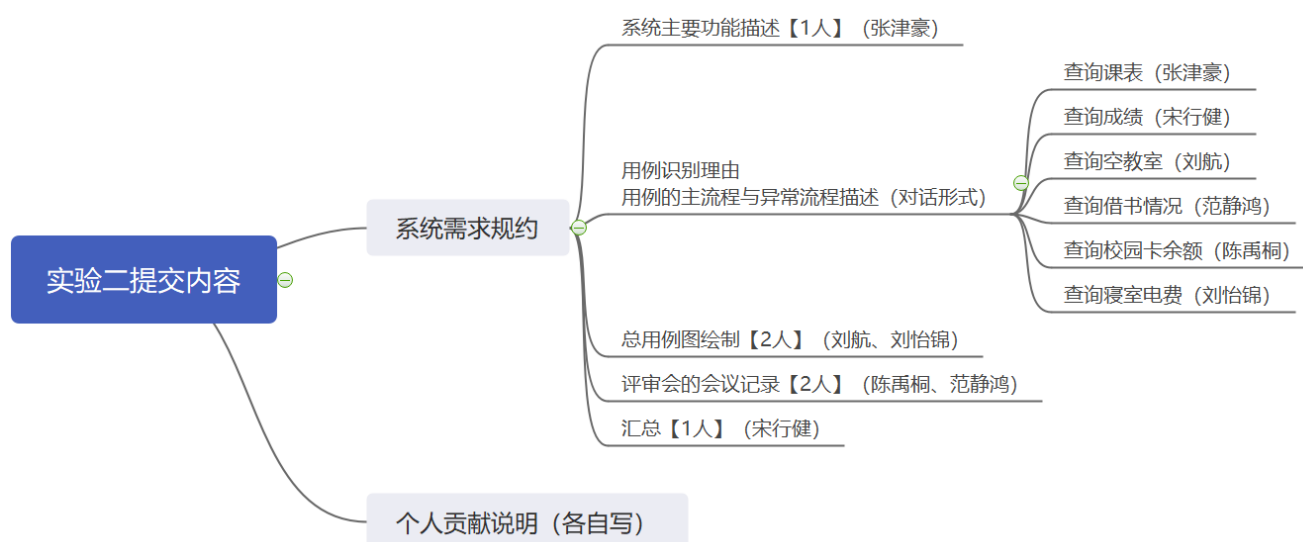 实验二提交内容
系统需求规约
系统主要功能描述【1人】（张津豪）
用例识别理由
用例的主流程与异常流程描述（对话形式）
查询课表（张津豪）
查询成绩（宋行健）
查询空教室（刘航）
查询借书情况（范静鸿）
查询校园卡余额（陈禹桐）
查询寝室电费（刘怡锦）
总用例图绘制【2人】（刘航、刘怡锦）
评审会的会议记录【2人】（陈禹桐、范静鸿）
汇总【1人】（宋行健）
个人贡献说明（各自写）